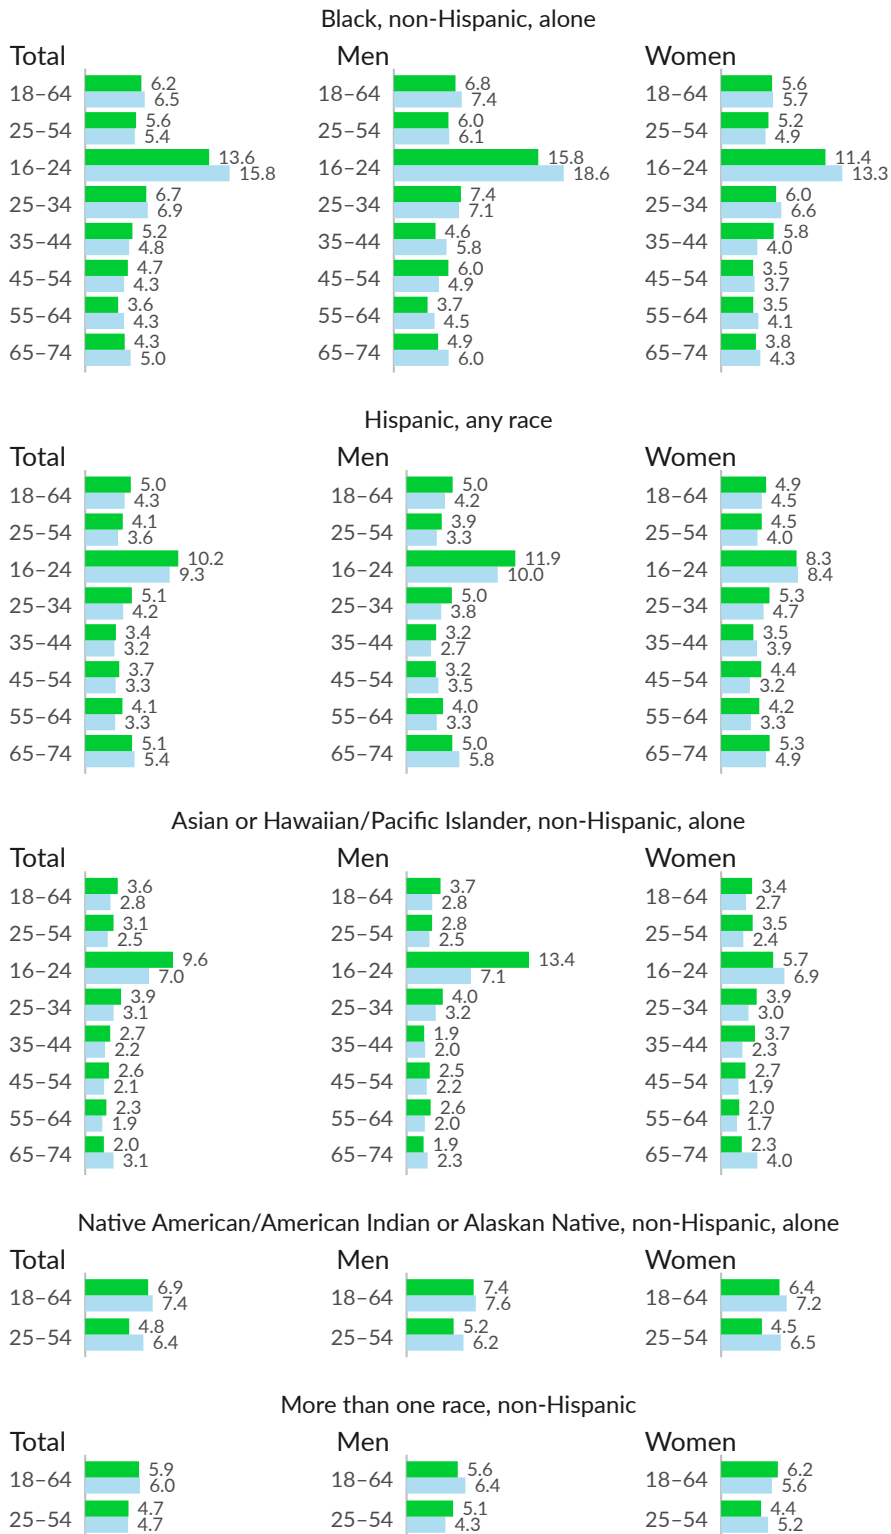 Black, non-Hispanic, alone
Total Men Women
18–64 6.2 6.5 18–64 6.8 7.4 18–64 5.6 5.7
25–54 5.6 5.4 25–54 6.0 6.1 25–54 5.2 4.9
16–24 13.6 15.8 16–24 15.8 18.6 16–24 11.4 13.3
25–34 6.7 6.9 25–34 7.4 7.1 25–34 6.0 6.6
35–44 5.2 4.8 35–44 4.6 5.8 35–44 5.8 4.0
45–54 4.7 4.3 45–54 6.0 4.9 45–54 3.5 3.7
55–64 3.6 4.3 55–64 3.7 4.5 55–64 3.5 4.1
65–74 4.3 5.0 65–74 4.9 6.0 65–74 3.8 4.3
Hispanic, any race
Total Men Women
18–64 5.0 4.3 18–64 5.0 4.2 18–64 4.9 4.5
25–54 4.1 3.6 25–54 3.9 3.3 25–54 4.5 4.0
16–24 10.2 9.3 16–24 11.9 10.0 16–24 8.3 8.4
25–34 5.1 4.2 25–34 5.0 3.8 25–34 5.3 4.7
35–44 3.4 3.2 35–44 3.2 2.7 35–44 3.5 3.9
45–54 3.7 3.3 45–54 3.2 3.5 45–54 4.4 3.2
55–64 4.1 3.3 55–64 4.0 3.3 55–64 4.2 3.3
65–74 5.1 5.4 65–74 5.0 5.8 65–74 5.3 4.9
Asian or Hawaiian/Pacific Islander, non-Hispanic, alone
Total Men Women
18–64 3.6 2.8 18–64 3.7 2.8 18–64 3.4 2.7
25–54 3.1 2.5 25–54 2.8 2.5 25–54 3.5 2.4
16–24 9.6 7.0 16–24 13.4 7.1 16–24 5.7 6.9
25–34 3.9 3.1 25–34 4.0 3.2 25–34 3.9 3.0
35–44 2.7 2.2 35–44 1.9 2.0 35–44 3.7 2.3
45–54 2.6 2.1 45–54 2.5 2.2 45–54 2.7 1.9
55–64 2.3 1.9 55–64 2.6 2.0 55–64 2.0 1.7
65–74 2.0 3.1 65–74 1.9 2.3 65–74 2.3 4.0
Native American/American Indian or Alaskan Native, non-Hispanic, alone
Total Men Women
18–64 6.9 7.4 18–64 7.4 7.6 18–64 6.4 7.2
25–54 4.8 6.4 25–54 5.2 6.2 25–54 4.5 6.5
More than one race, non-Hispanic
Total Men Women
18–64 5.9 6.0 18–64 5.6 6.4 18–64 6.2 5.6
25–54 4.7 4.7 25–54 5.1 4.3 25–54 4.4 5.2